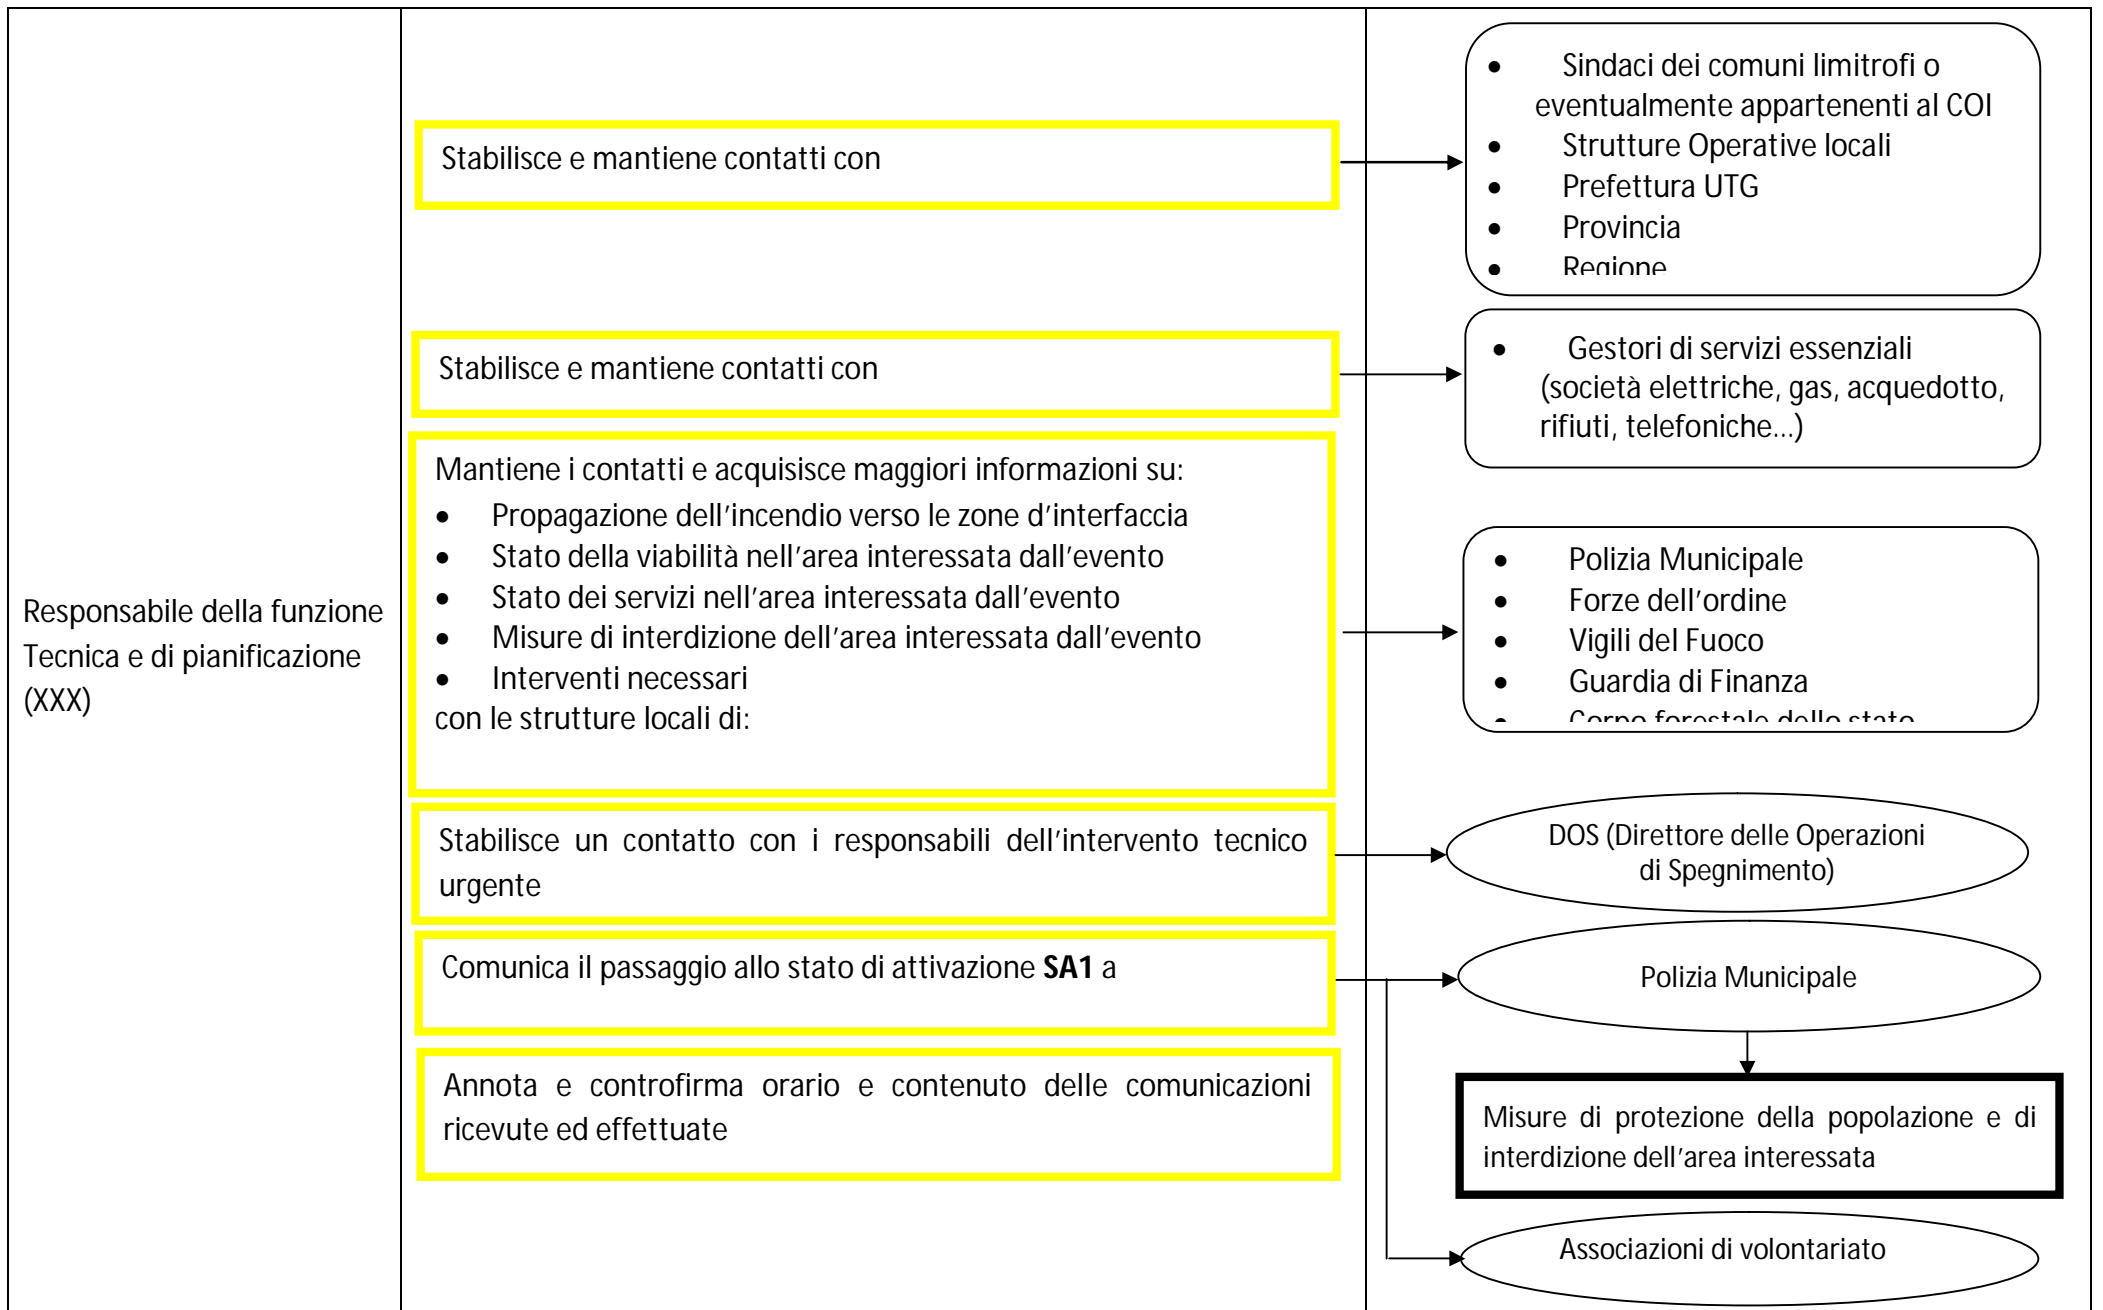 Responsabile della funzione
Tecnica e di pianificazione
(XXX)
Stabilisce e mantiene contatti con
• Sindaci dei comuni limitrofi o
eventualmente appartenenti al COI
• Strutture Operative locali
• Prefettura UTG
• Provincia
• Regione
Stabilisce e mantiene contatti con
• Gestori di servizi essenziali
(società elettriche, gas, acquedotto,
rifiuti, telefoniche...)
Mantiene i contatti e acquisisce maggiori informazioni su:
• Propagazione dell'incendio verso le zone d'interfaccia
• Stato della viabilità nell'area interessata dall'evento
• Stato dei servizi nell'area interessata dall'evento
• Misure di interdizione dell'area interessata dall'evento
• Interventi necessari
con le strutture locali di:
• Polizia Municipale
• Forze dell'ordine
• Vigili del Fuoco
• Guardia di Finanza
• Corpo forestale dello stato
Stabilisce un contatto con i responsabili dell'intervento tecnico
urgente
DOS (Direttore delle Operazioni
di Spegnimento)
Comunica il passaggio allo stato di attivazione SA1 a
Polizia Municipale
Annota e controfirma orario e contenuto delle comunicazioni
ricevute ed effettuate
Misure di protezione della popolazione e di
interdizione dell'area interessata
Associazioni di volontariato